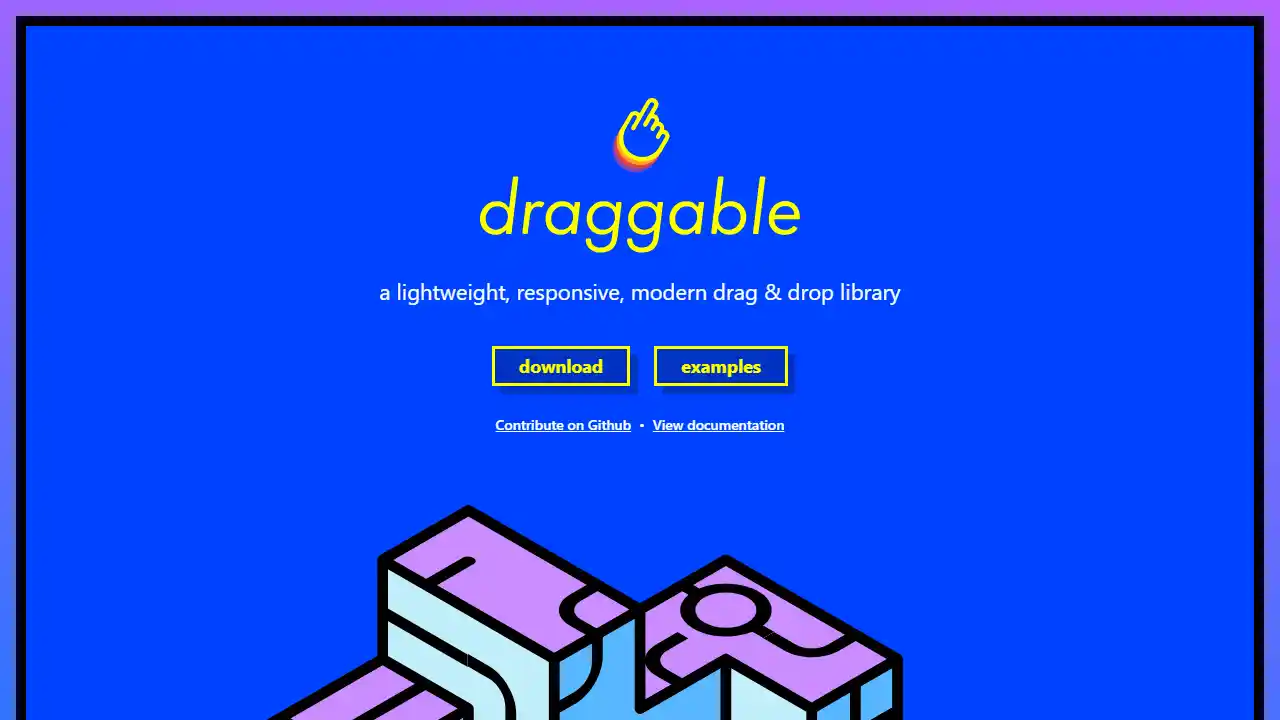 draggable
a lightweight, responsive, modern drag & drop library
download examples
Contribute on Github • View documentation